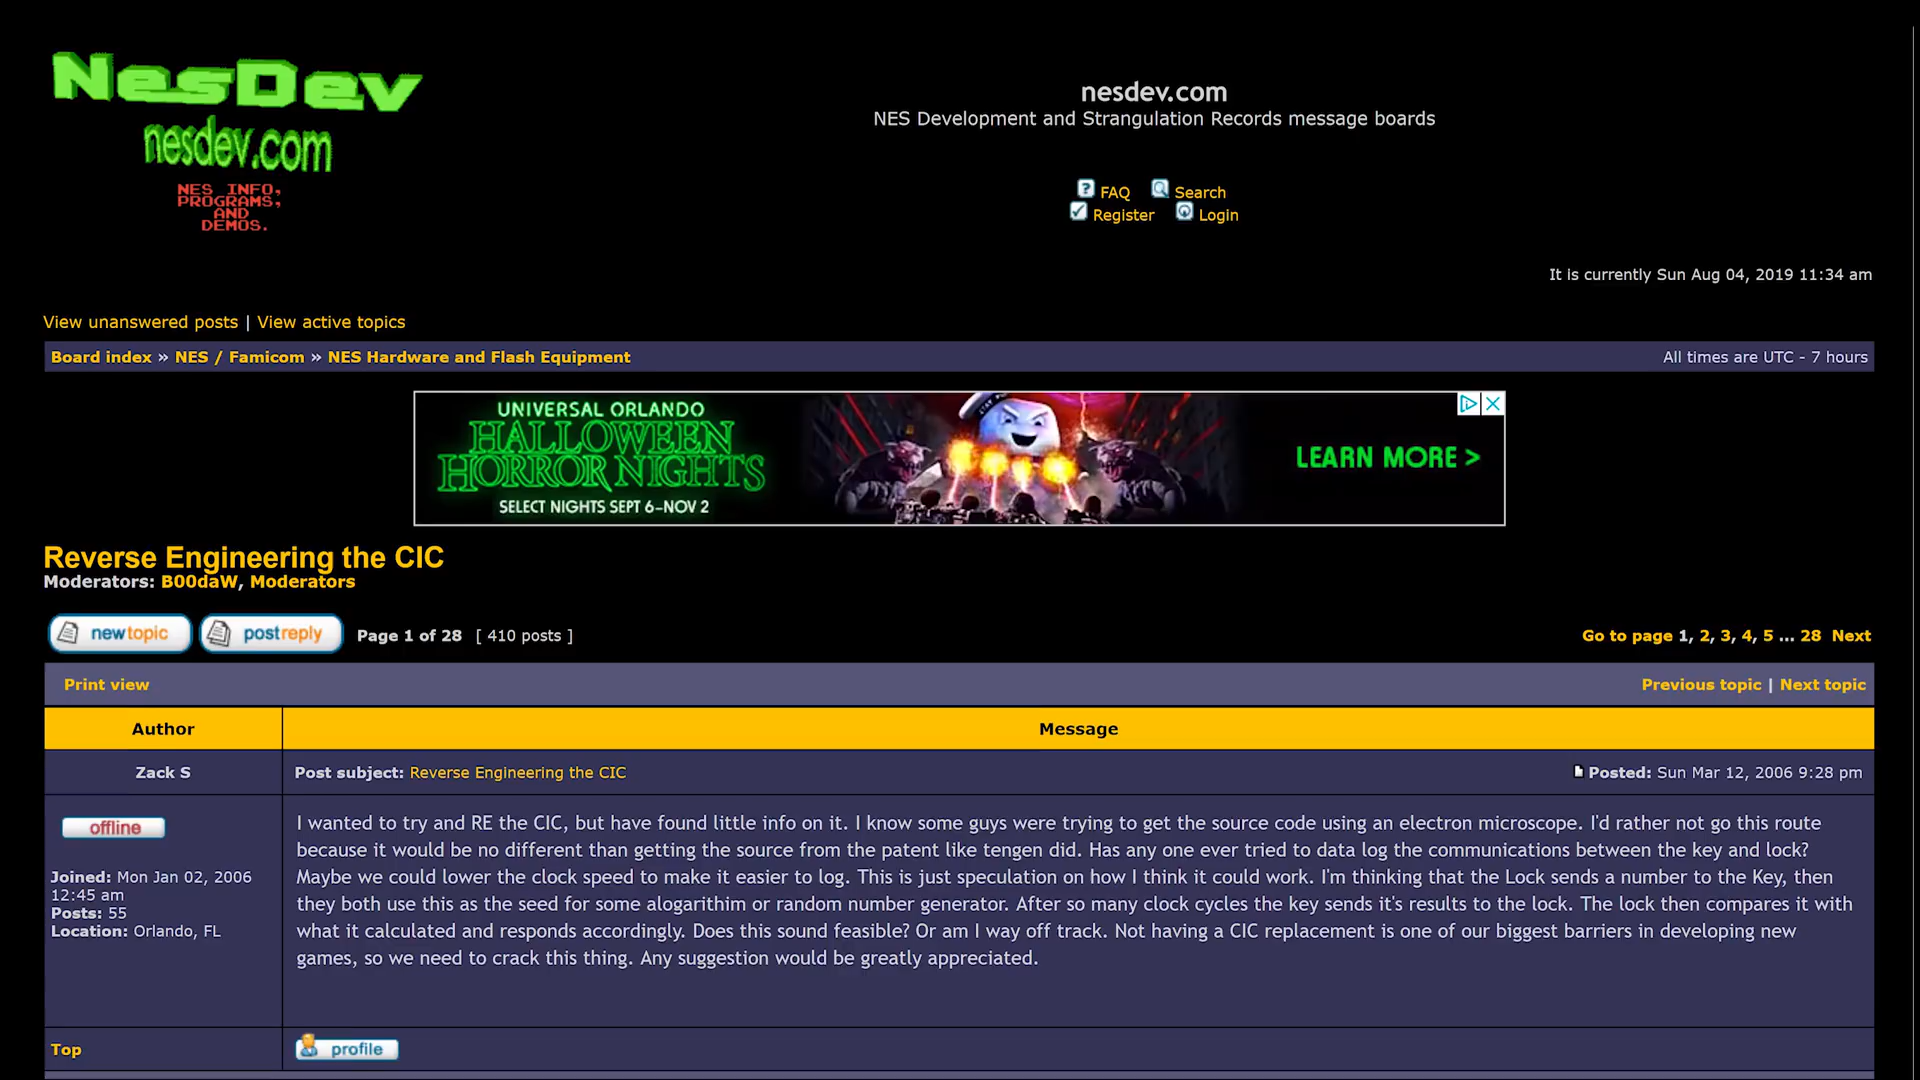 NesDev
nesdev.com
NES INFO,
PROGRAMS,
AND
DEMOS.
nesdev.com
NES Development and Strangulation Records message boards
FAQ Search
Register Login
It is currently Sun Aug 04, 2019 11:34 am
View unanswered posts | View active topics
Board index » NES / Famicom » NES Hardware and Flash Equipment
All times are UTC - 7 hours
UNIVERSAL ORLANDO
HALLOWEEN
HORROR NIGHTS
SELECT NIGHTS SEPT 6–NOV 2
LEARN MORE >
Reverse Engineering the CIC
Moderators: B00daW, Moderators
newtopic postreply Page 1 of 28 [ 410 posts ]
Go to page 1, 2, 3, 4, 5 ... 28 Next
Print view
Previous topic | Next topic
Author Message
Zack S
Post subject: Reverse Engineering the CIC
Posted: Sun Mar 12, 2006 9:28 pm
offline
Joined: Mon Jan 02, 2006
12:45 am
Posts: 55
Location: Orlando, FL
I wanted to try and RE the CIC, but have found little info on it. I know some guys were trying to get the source code using an electron microscope. I'd rather not go this route
because it would be no different than getting the source from the patent like tengen did. Has any one ever tried to data log the communications between the key and lock?
Maybe we could lower the clock speed to make it easier to log. This is just speculation on how I think it could work. I'm thinking that the Lock sends a number to the Key, then
they both use this as the seed for some alogarithim or random number generator. After so many clock cycles the key sends it's results to the lock. The lock then compares it with
what it calculated and responds accordingly. Does this sound feasible? Or am I way off track. Not having a CIC replacement is one of our biggest barriers in developing new
games, so we need to crack this thing. Any suggestion would be greatly appreciated.
Top
profile